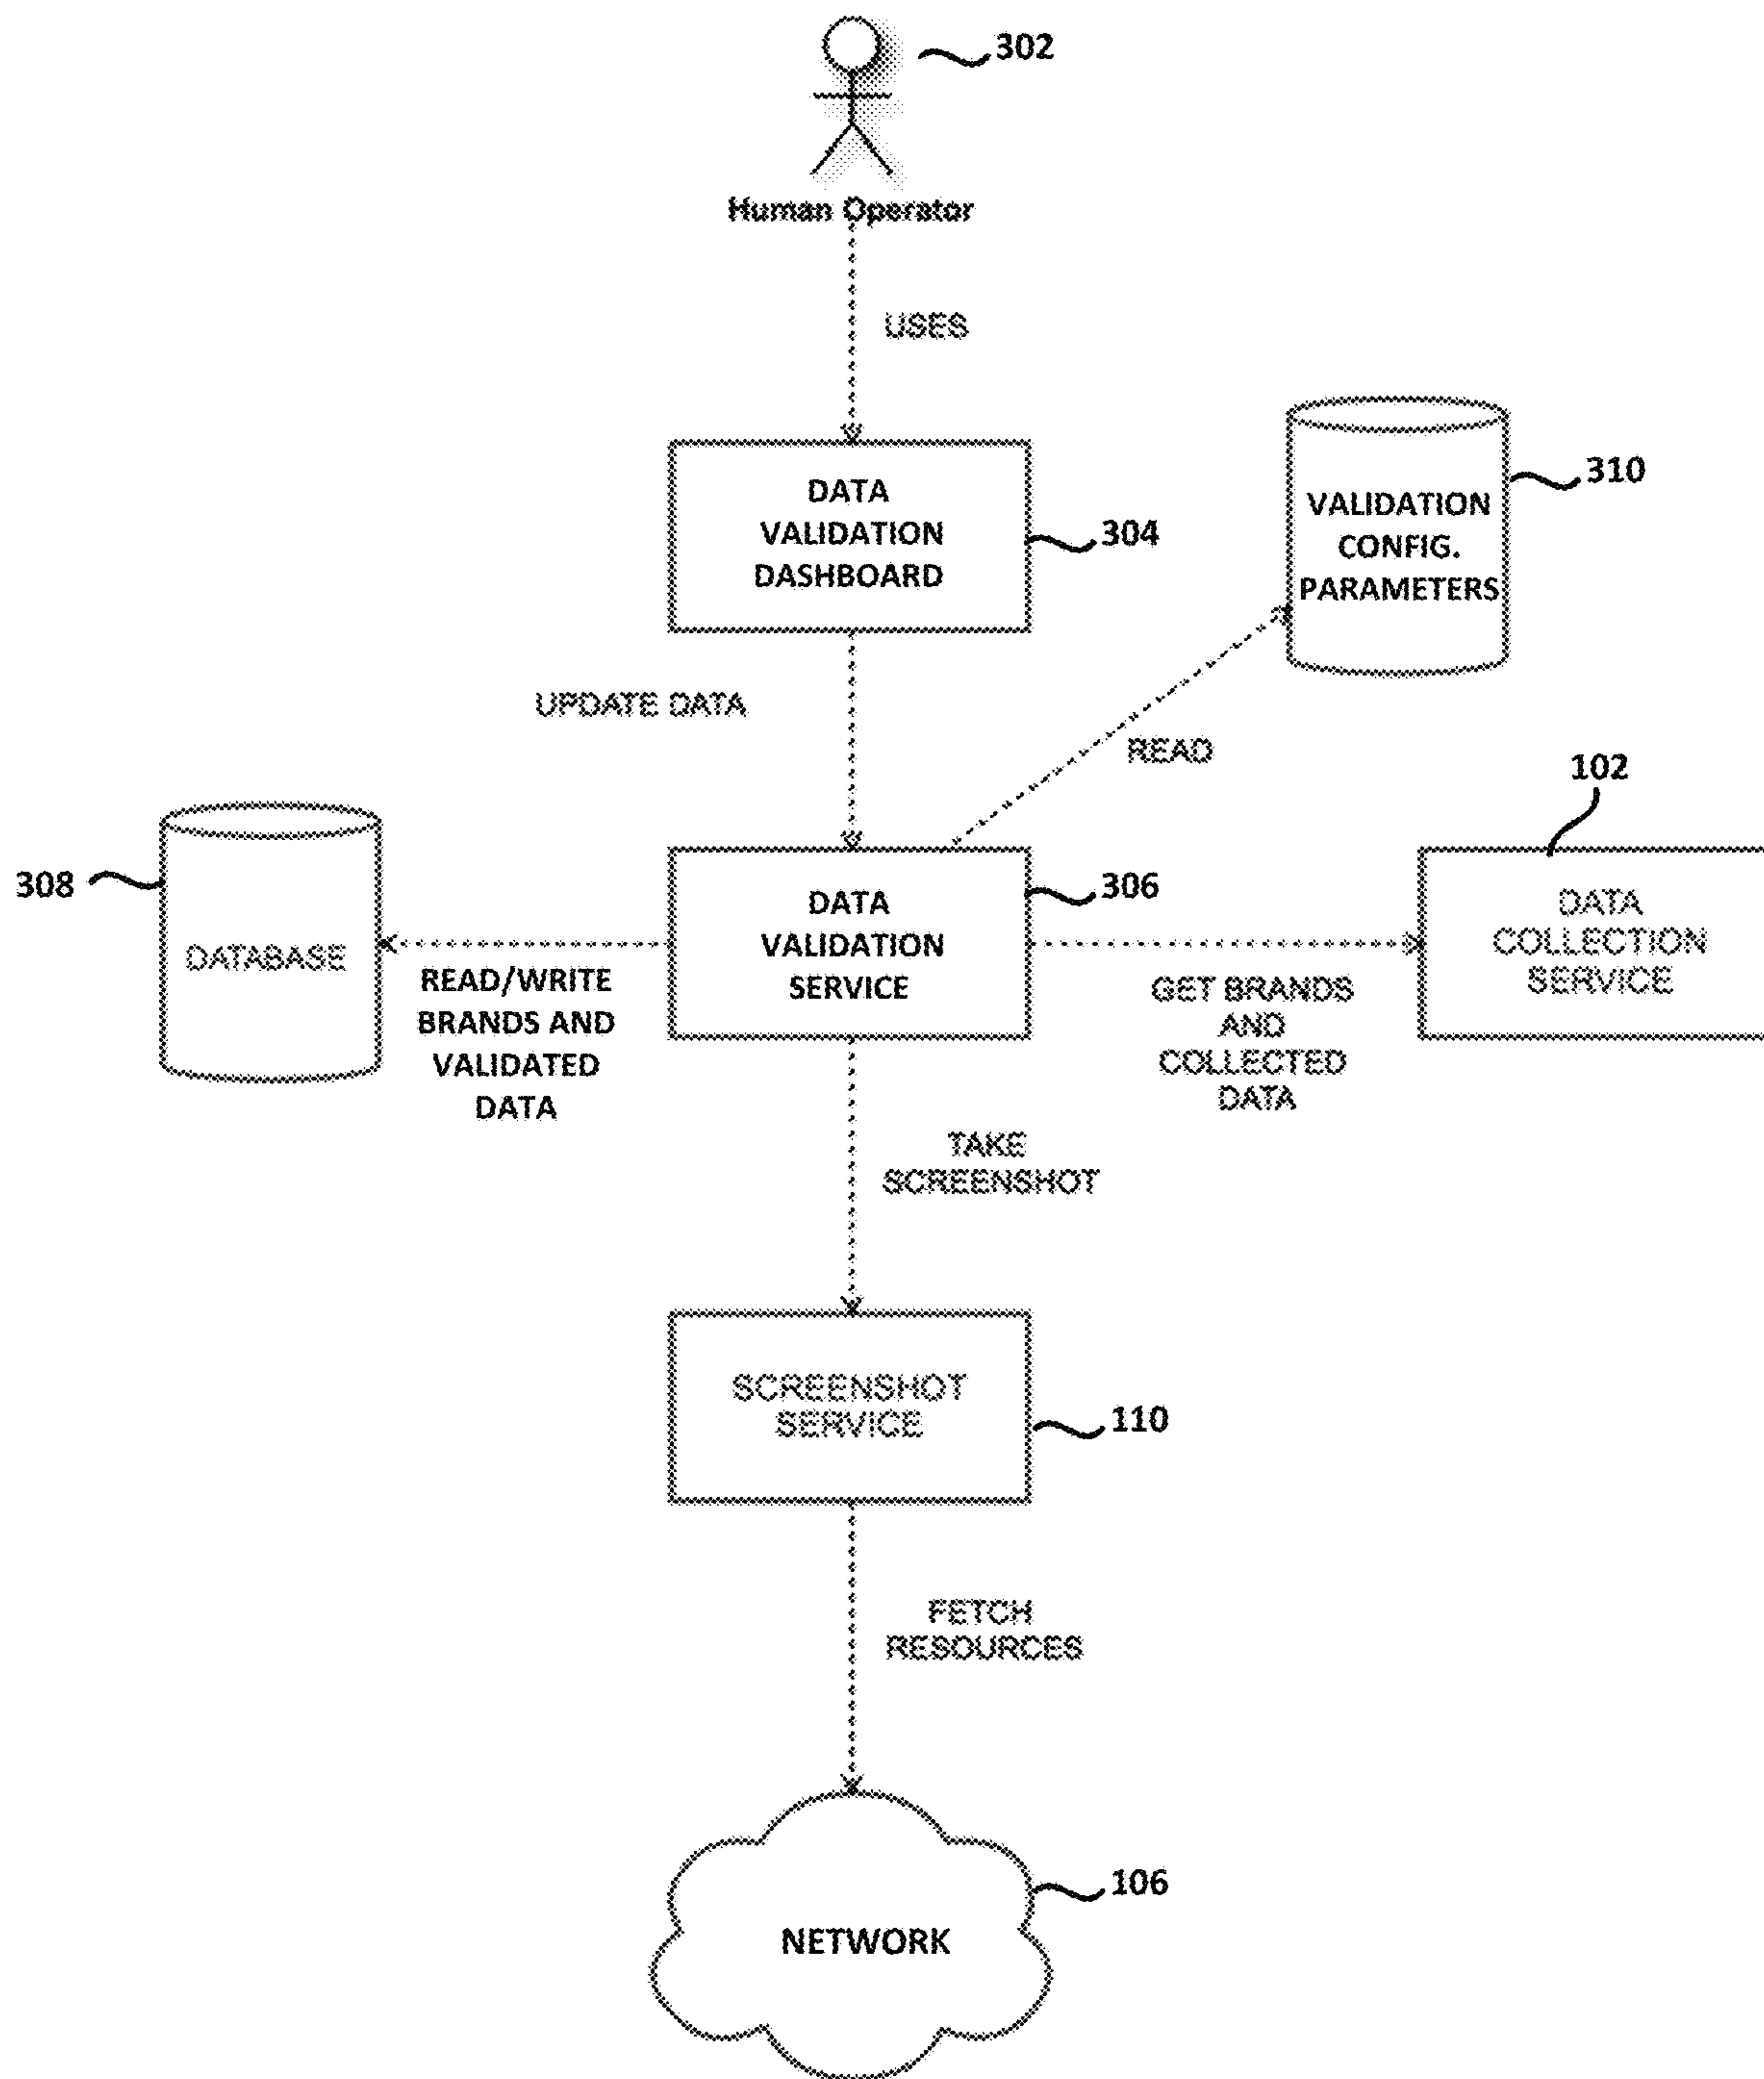 302
Human Operator
USES
DATA
VALIDATION
DASHBOARD
304
VALIDATION
CONFIG.
PARAMETERS
310
UPDATE DATA
READ
102
308
DATABASE
DATA
VALIDATION
SERVICE
306
DATA
COLLECTION
SERVICE
READ/WRITE
BRANDS AND
VALIDATED
DATA
GET BRANDS
AND
COLLECTED
DATA
TAKE
SCREENSHOT
SCREENSHOT
SERVICE
110
FETCH
RESOURCES
106
NETWORK